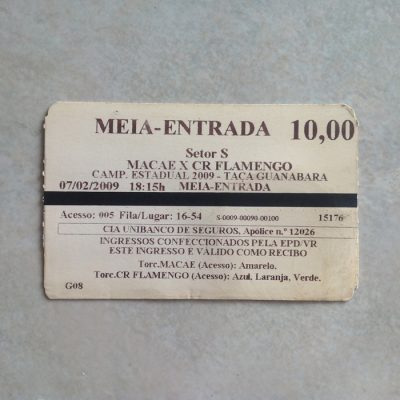 MEIA-ENTRADA 10,00
Setor S
MACAE X CR FLAMENGO
CAMP. ESTADUAL 2009 - TAÇA GUANABARA
07/02/2009 18:15h MEIA-ENTRADA
Acesso: 005 Fila/Lugar: 16-54 S-0009-00090-00100 15176
CIA UNIBANCO DE SEGUROS, Apólice n.º 12026
INGRESSOS CONFECCIONADOS PELA EPD/VR
ESTE INGRESSO E VALIDO COMO RECIBO
Torc.MACAE (Acesso): Amarelo.
Torc.CR FLAMENGO (Acesso): Azul, Laranja, Verde.
G08